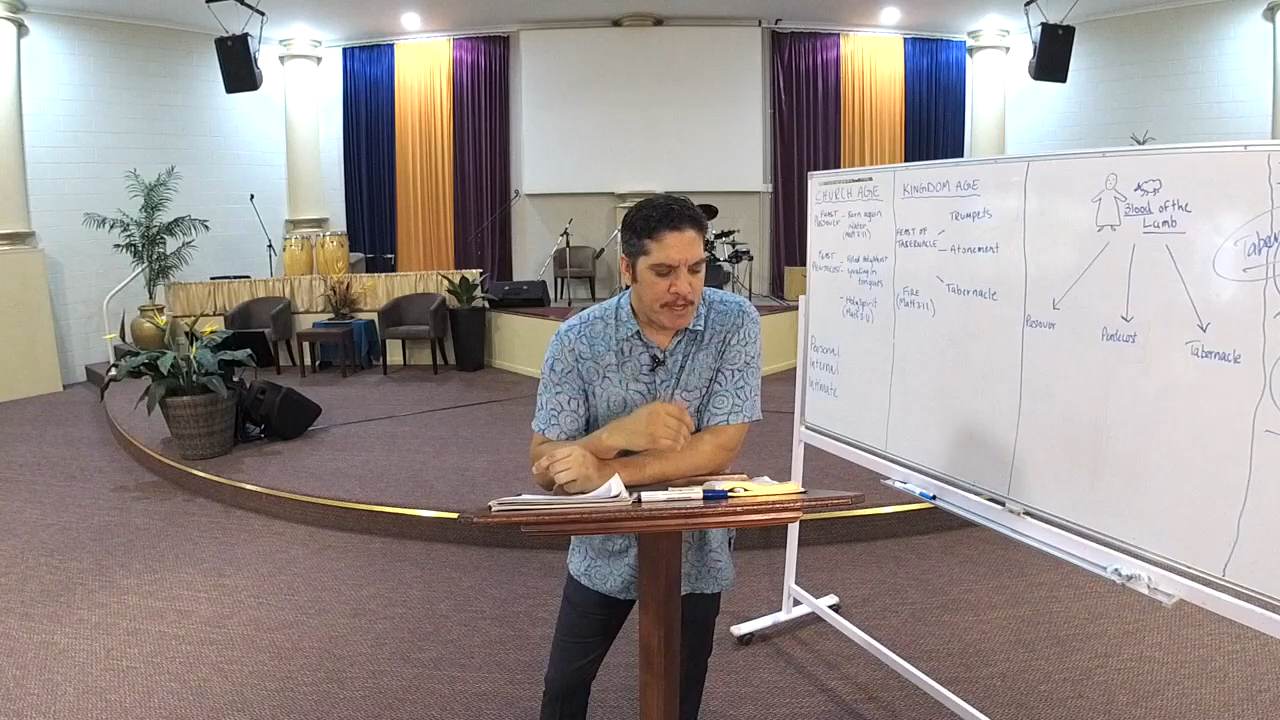 CHURCH AGE
FEAST
PASSOVER
- Born again
Water
(Matt 3:11)
FEAST OF
PENTECOST-
- Filled Holy Spirit
speaking in
tongues
- Holy Spirit
(Matt 3:11)
Personal
Internal
Intimate
KINGDOM AGE
FEAST OF
TABERNACLE
Trumpets
- Atonement
Tabernacle
(FIRE
(Matt 3:11)
Blood of the
Lamb
Passover
Pentecost
Tabernacle